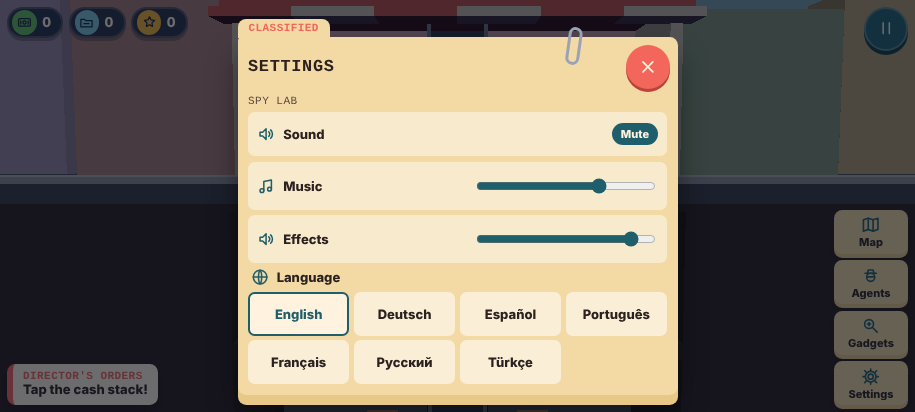 0
0
0
CLASSIFIED
SETTINGS
SPY LAB
Sound
Mute
Music
Effects
Language
English
Deutsch
Español
Português
Français
Русский
Türkçe
Map
Agents
Gadgets
Settings
DIRECTOR'S ORDERS
Tap the cash stack!